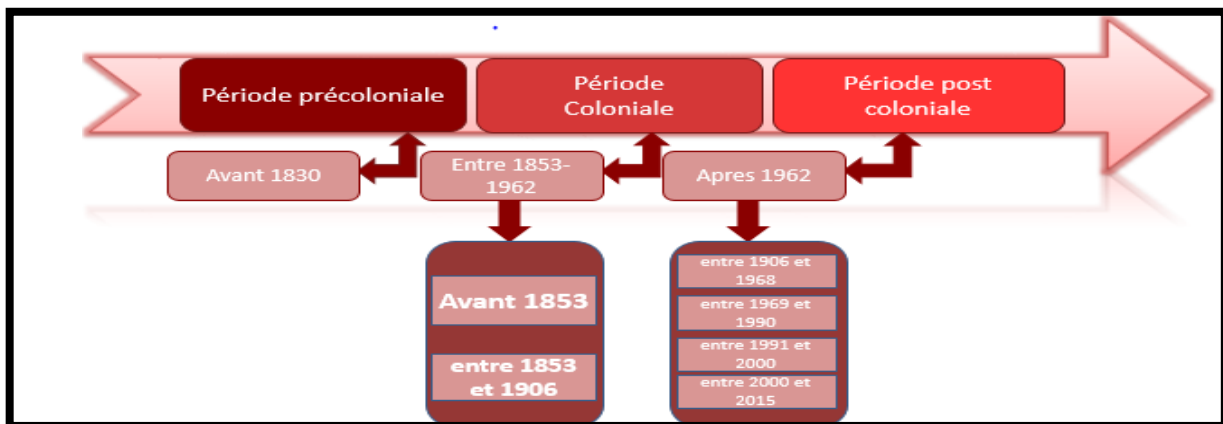 Période précoloniale
Période
Coloniale
Période post
coloniale
Avant 1830
Entre 1853-
1962
Apres 1962
Avant 1853
entre 1853
et 1906
entre 1906 et
1968
entre 1969 et
1990
entre 1991 et
2000
entre 2000 et
2015